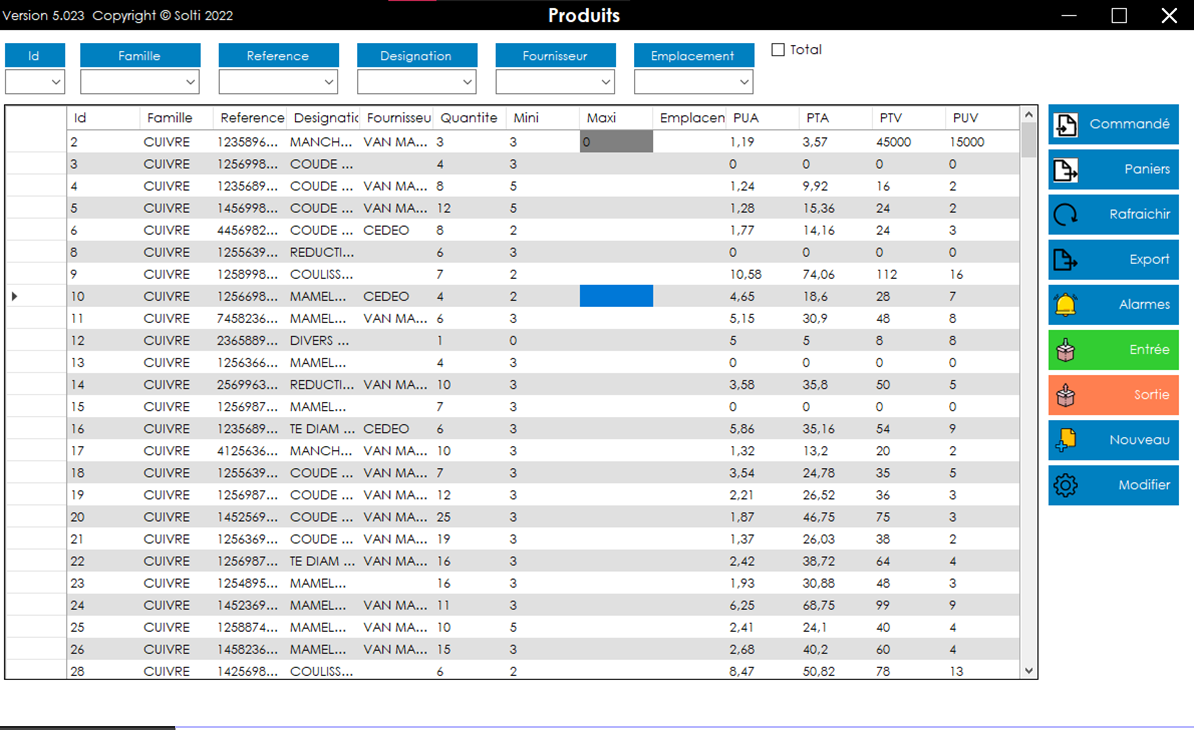 Version 5.023 Copyright © Solti 2022 Produits
Id Famille Reference Designation Fournisseur Emplacement Total
Id Famille Reference Designatic Fournisseu Quantite Mini Maxi Emplacen PUA PTA PTV PUV
2 CUIVRE 1235896... MANCH... VAN MA... 3 3 0 1,19 3,57 45000 15000
3 CUIVRE 1256998... COUDE ... 4 3 0 0 0 0
4 CUIVRE 1235689... COUDE ... VAN MA... 8 5 1,24 9,92 16 2
5 CUIVRE 1456998... COUDE ... VAN MA... 12 5 1,28 15,36 24 2
6 CUIVRE 4456982... COUDE ... CEDEO 8 2 1,77 14,16 24 3
8 CUIVRE 1255639... REDUCTI... 6 3 0 0 0 0
9 CUIVRE 1258998... COULISS... 7 2 10,58 74,06 112 16
10 CUIVRE 1256698... MAMEL... CEDEO 4 2 4,65 18,6 28 7
11 CUIVRE 7458236... MAMEL... VAN MA... 6 3 5,15 30,9 48 8
12 CUIVRE 2365889... DIVERS ... 1 0 5 5 8 8
13 CUIVRE 1256366... MAMEL... 4 3 0 0 0 0
14 CUIVRE 2569963... REDUCTI... VAN MA... 10 3 3,58 35,8 50 5
15 CUIVRE 1256987... MAMEL... 7 3 0 0 0 0
16 CUIVRE 1235689... TE DIAM ... CEDEO 6 3 5,86 35,16 54 9
17 CUIVRE 4125636... MANCH... VAN MA... 10 3 1,32 13,2 20 2
18 CUIVRE 1255639... COUDE ... VAN MA... 7 3 3,54 24,78 35 5
19 CUIVRE 1256987... COUDE ... VAN MA... 12 3 2,21 26,52 36 3
20 CUIVRE 1452569... COUDE ... VAN MA... 25 3 1,87 46,75 75 3
21 CUIVRE 1256369... COUDE ... VAN MA... 19 3 1,37 26,03 38 2
22 CUIVRE 1256987... TE DIAM ... VAN MA... 16 3 2,42 38,72 64 4
23 CUIVRE 1254895... MAMEL... 16 3 1,93 30,88 48 3
24 CUIVRE 1452369... MAMEL... VAN MA... 11 3 6,25 68,75 99 9
25 CUIVRE 1258874... MAMEL... VAN MA... 10 5 2,41 24,1 40 4
26 CUIVRE 1458236... MAMEL... VAN MA... 15 3 2,68 40,2 60 4
28 CUIVRE 1425698... COULISS... 6 2 8,47 50,82 78 13
Commandé
Paniers
Rafraichir
Export
Alarmes
Entrée
Sortie
Nouveau
Modifier